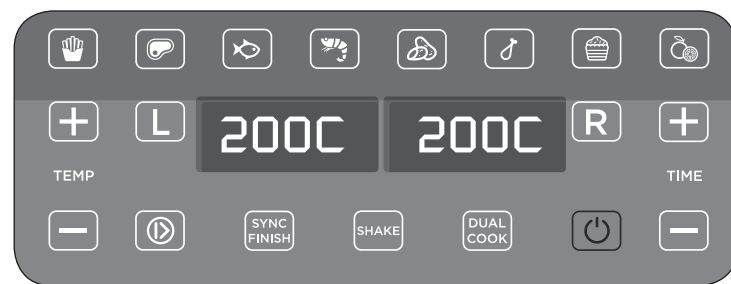 L
200C
200C
R
TEMP
TIME
SYNC
FINISH
SHAKE
DUAL
COOK